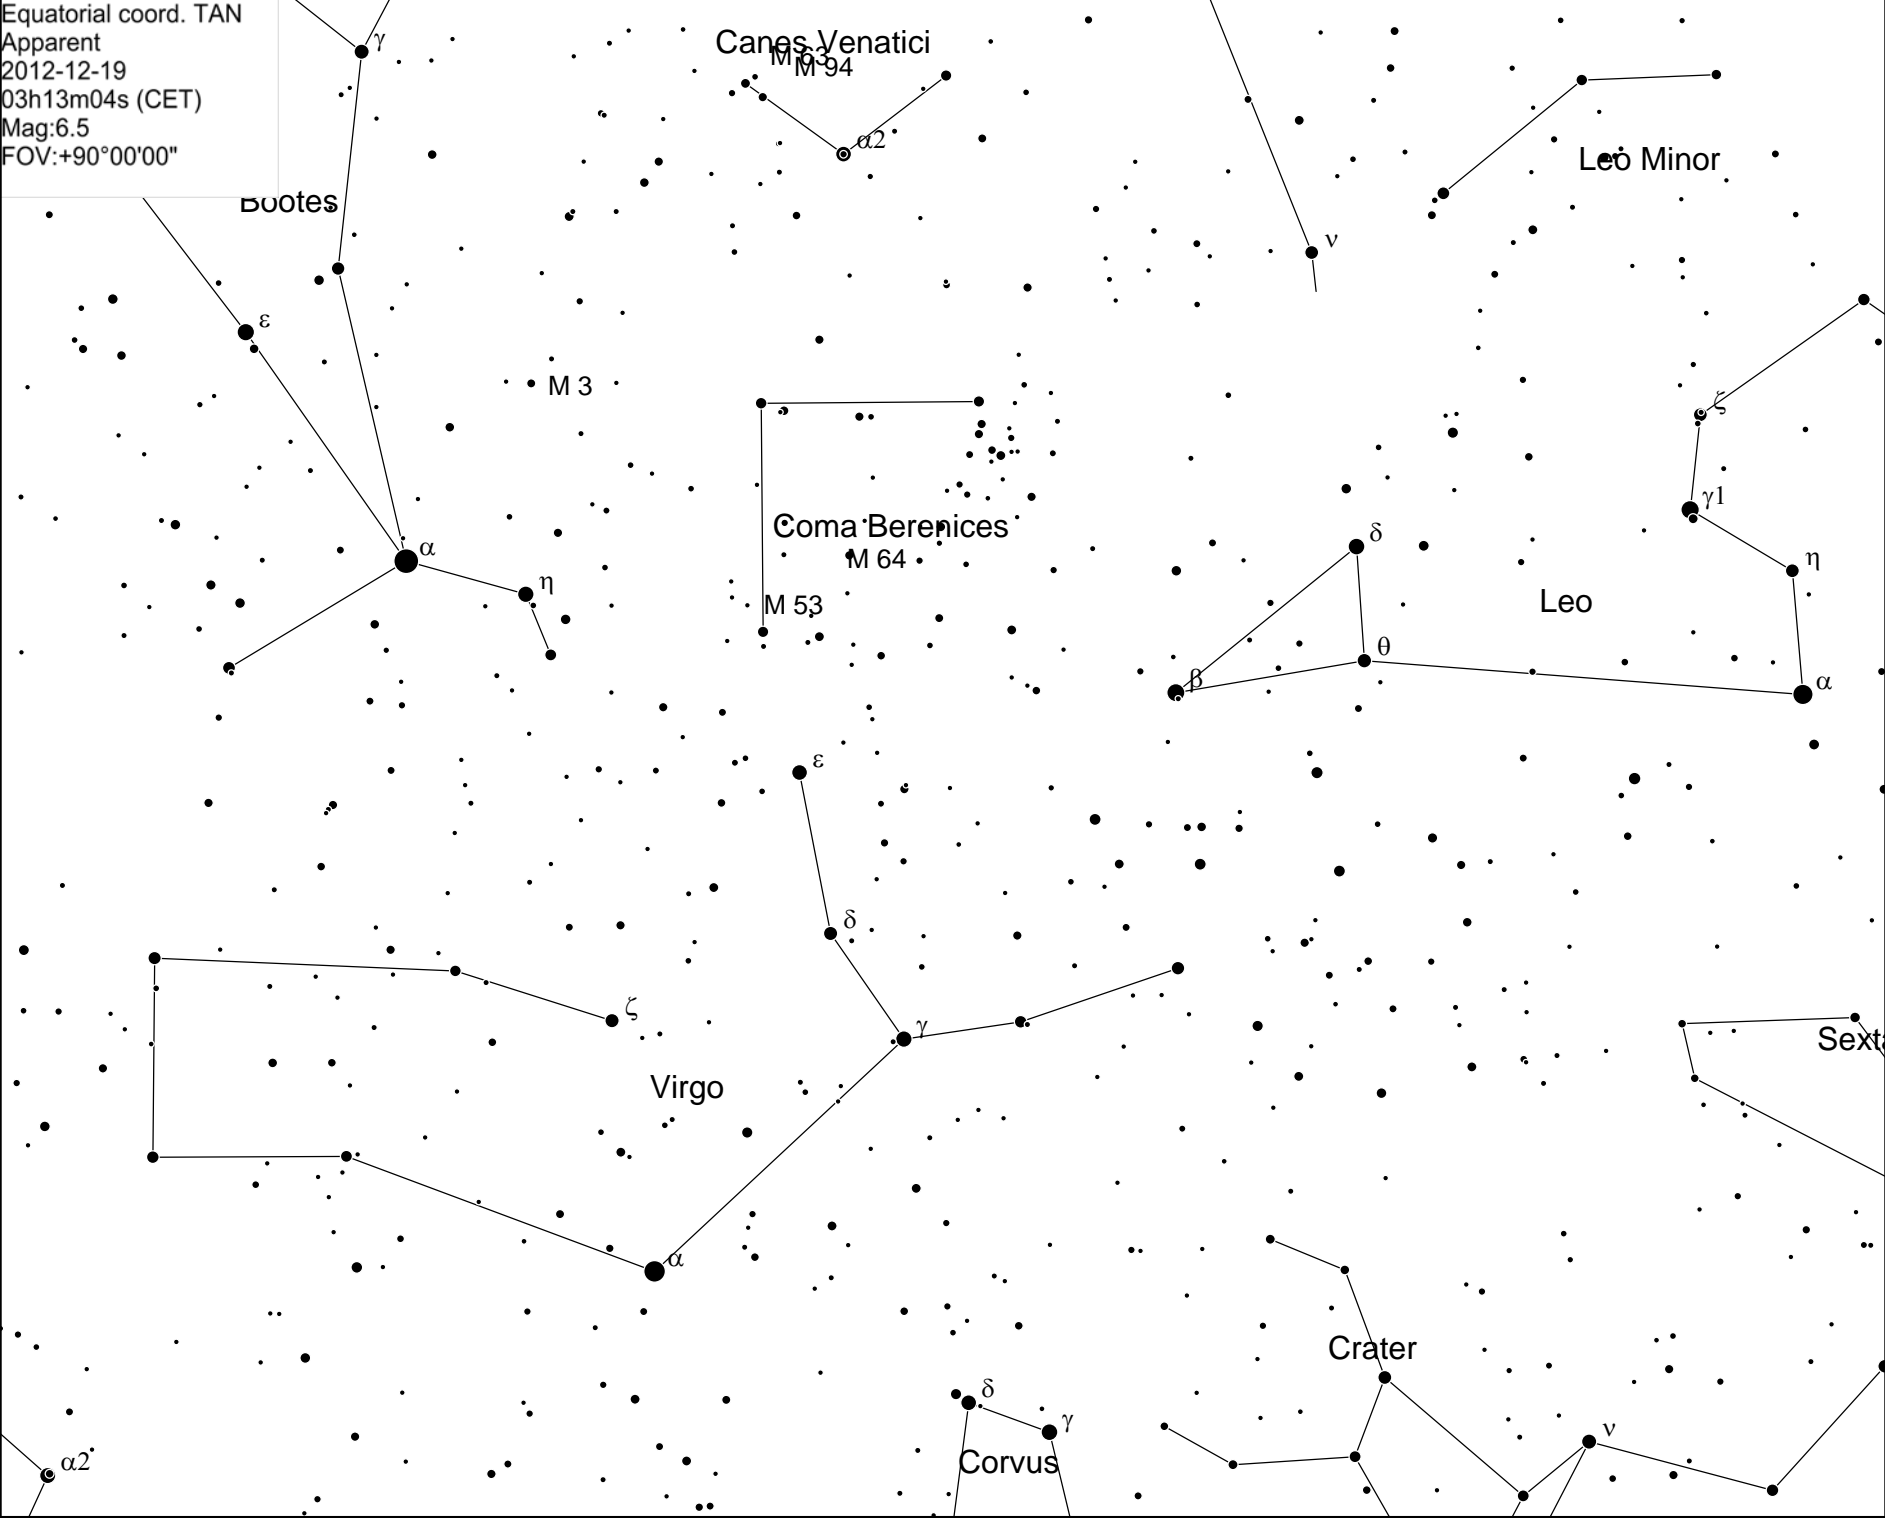 Equatorial coord. TAN
Apparent
2012-12-19
03h13m04s (CET)
Mag:6.5
FOV:+90°00'00"
γ
Canes Venatici
M 63
M 94
α2
Leo Minor
Bootes
ν
ε
M 3
ζ
γ1
Coma Berenices
δ
α
M 64
η
η
M 53
Leo
θ
β
α
ε
δ
ζ
γ
Sexta
Virgo
α
Crater
δ
γ
ν
α2
Corvus